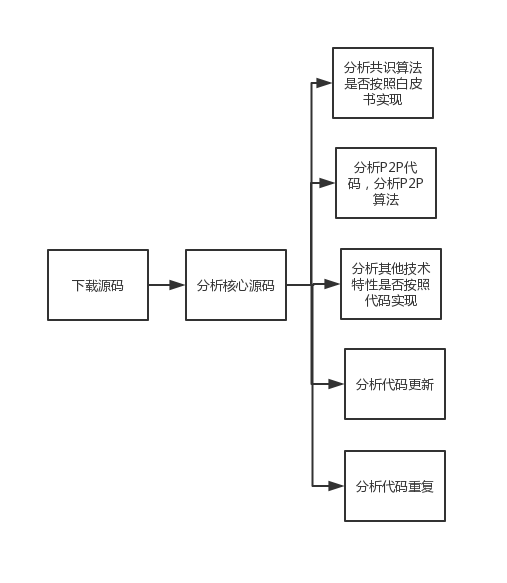 分析共识算法
是否按照白皮
书实现
分析P2P代
码，分析P2P
算法
下载源码
分析核心源码
分析其他技术
特性是否按照
代码实现
分析代码更新
分析代码重复